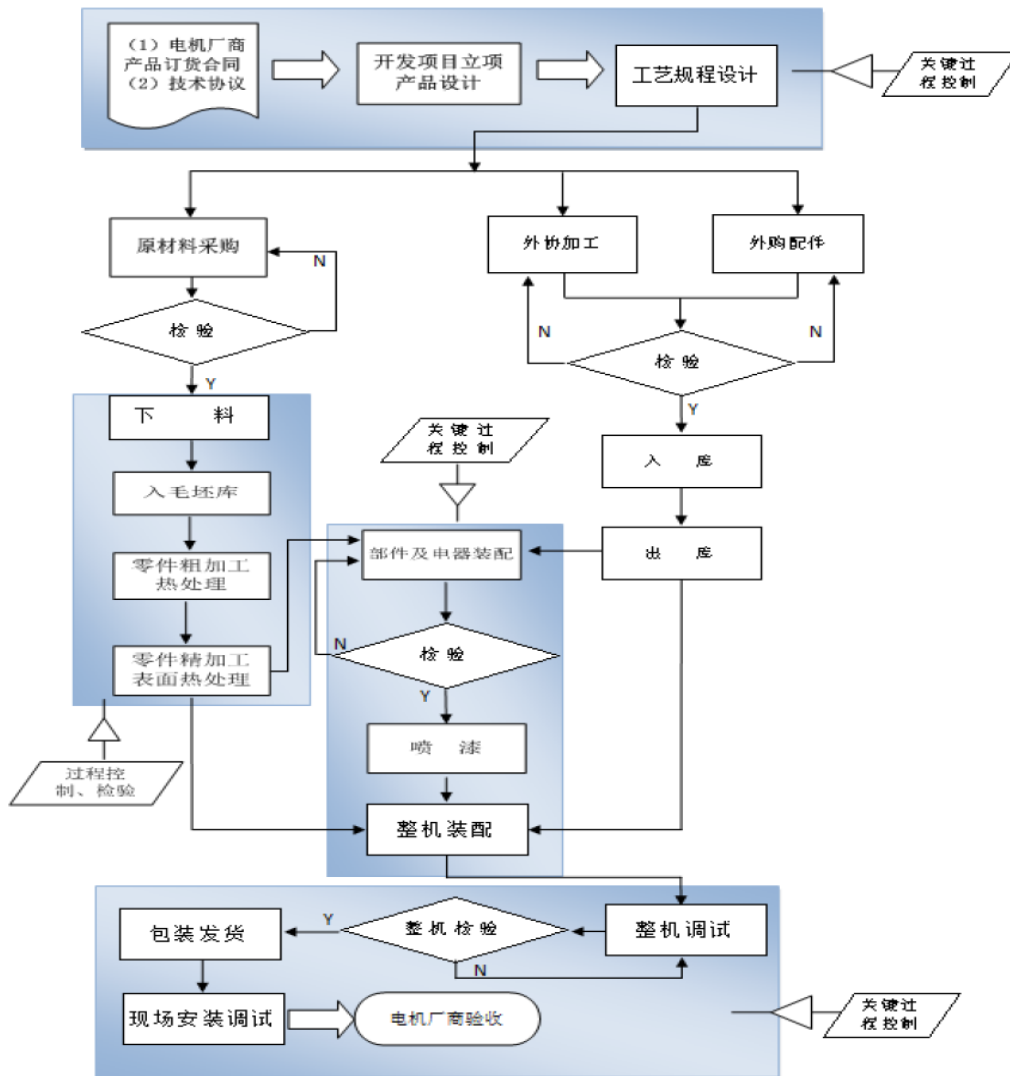 （1）电机厂商
产品订货合同
（2）技术协议
开发项目立项
产品设计
工艺规程设计
关键过
程控制
原材料采购
N
核验
Y
外协加工
外购配件
N
N
核验
Y
下 料
入毛坯库
零件粗加工
热处理
零件精加工
表面热处理
过程控
制、检验
关键过
程控制
入 库
出 库
部件及电器装配
N
核验
Y
喷 漆
整机装配
整机调试
整机核验
Y
N
包装发货
现场安装调试
电机厂商验收
关键过
程控制